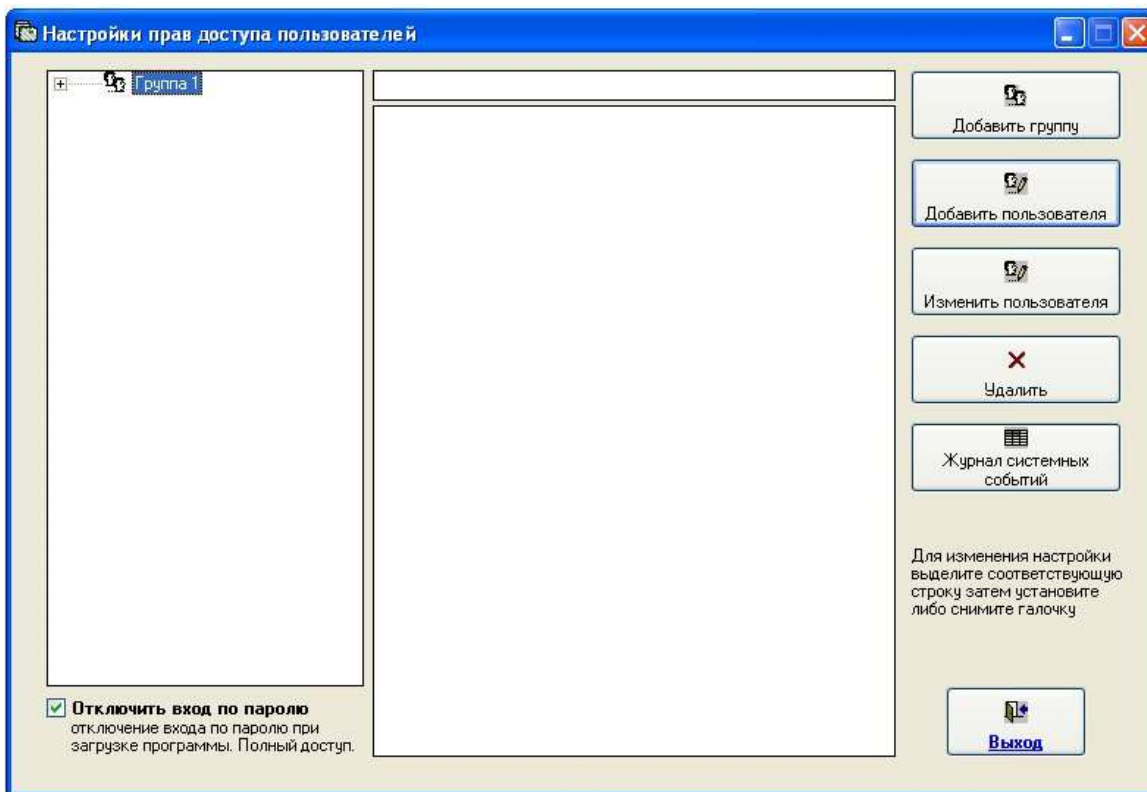 Настройки прав доступа пользователей
Группа 1
Добавить группу
Добавить пользователя
Изменить пользователя
Удалить
Журнал системных
событий
Для изменения настройки
выделите соответствующую
строку затем установите
либо снимите галочку
Отключить вход по паролю
отключение входа по паролю при
загрузке программы. Полный доступ.
Выход